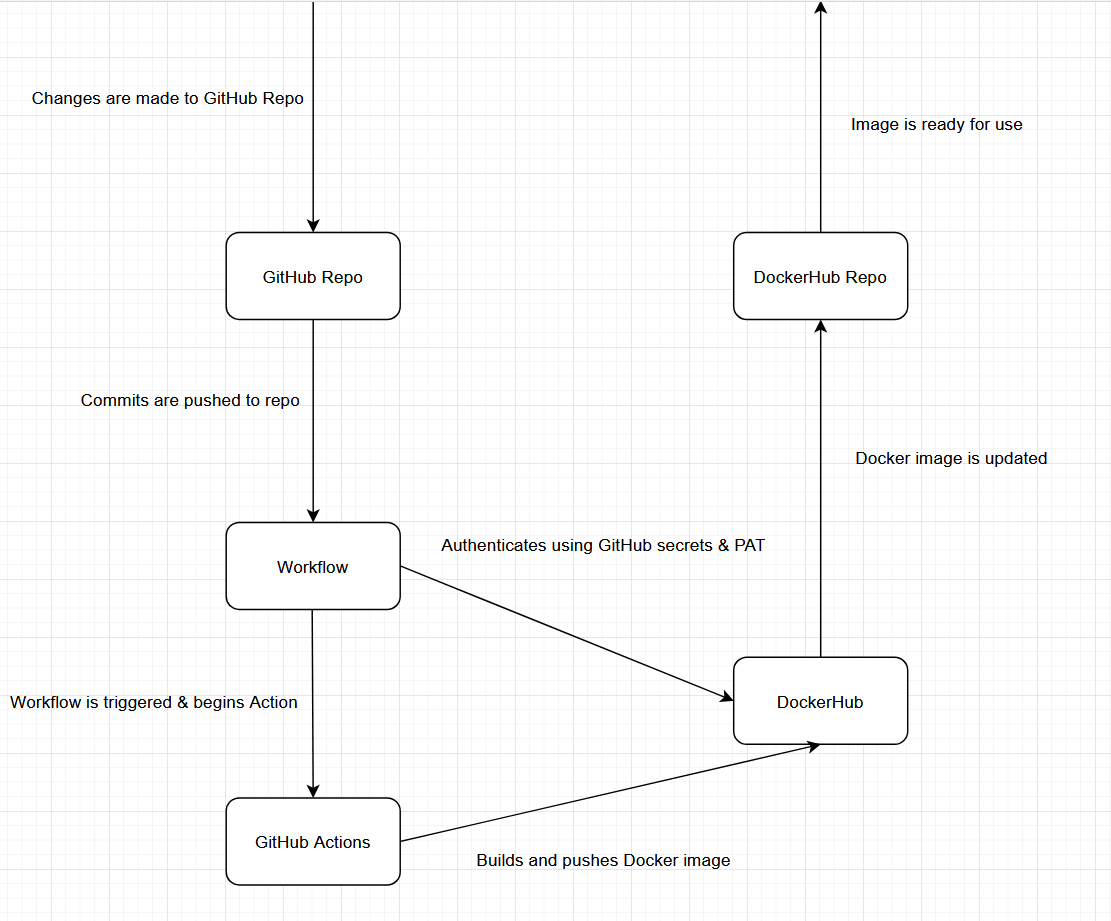 Changes are made to GitHub Repo
Image is ready for use
GitHub Repo
DockerHub Repo
Commits are pushed to repo
Docker image is updated
Authenticates using GitHub secrets & PAT
Workflow
Workflow is triggered & begins Action
DockerHub
GitHub Actions
Builds and pushes Docker image